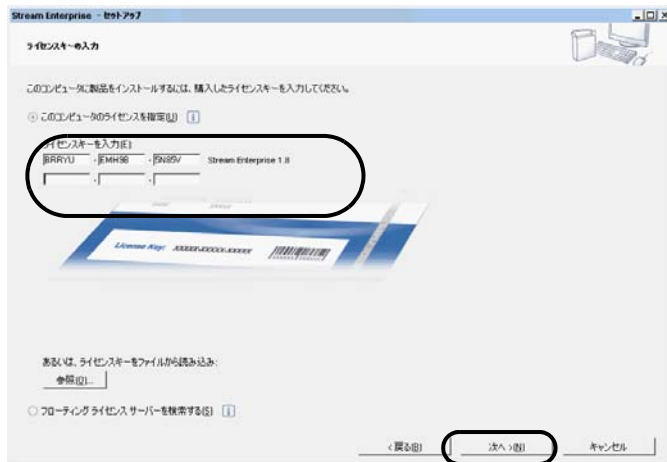 Stream Enterprise - セットアップ
ライセンスキーの入力
このコンピュータに製品をインストールするには、購入したライセンスキーを入力してください。
このコンピュータのライセンスを指定(U)
ライセンスキーを入力(E)
BRRYU - EMH98 - 5N85V Stream Enterprise 1.8
- -
License Key: XXXXX-XXXXX-XXXXX
あるいは、ライセンスキーをファイルから読み込み:
参照(O)...
フローティング ライセンス サーバーを検索する(S)
< 戻る(B) 次へ >(N) キャンセル